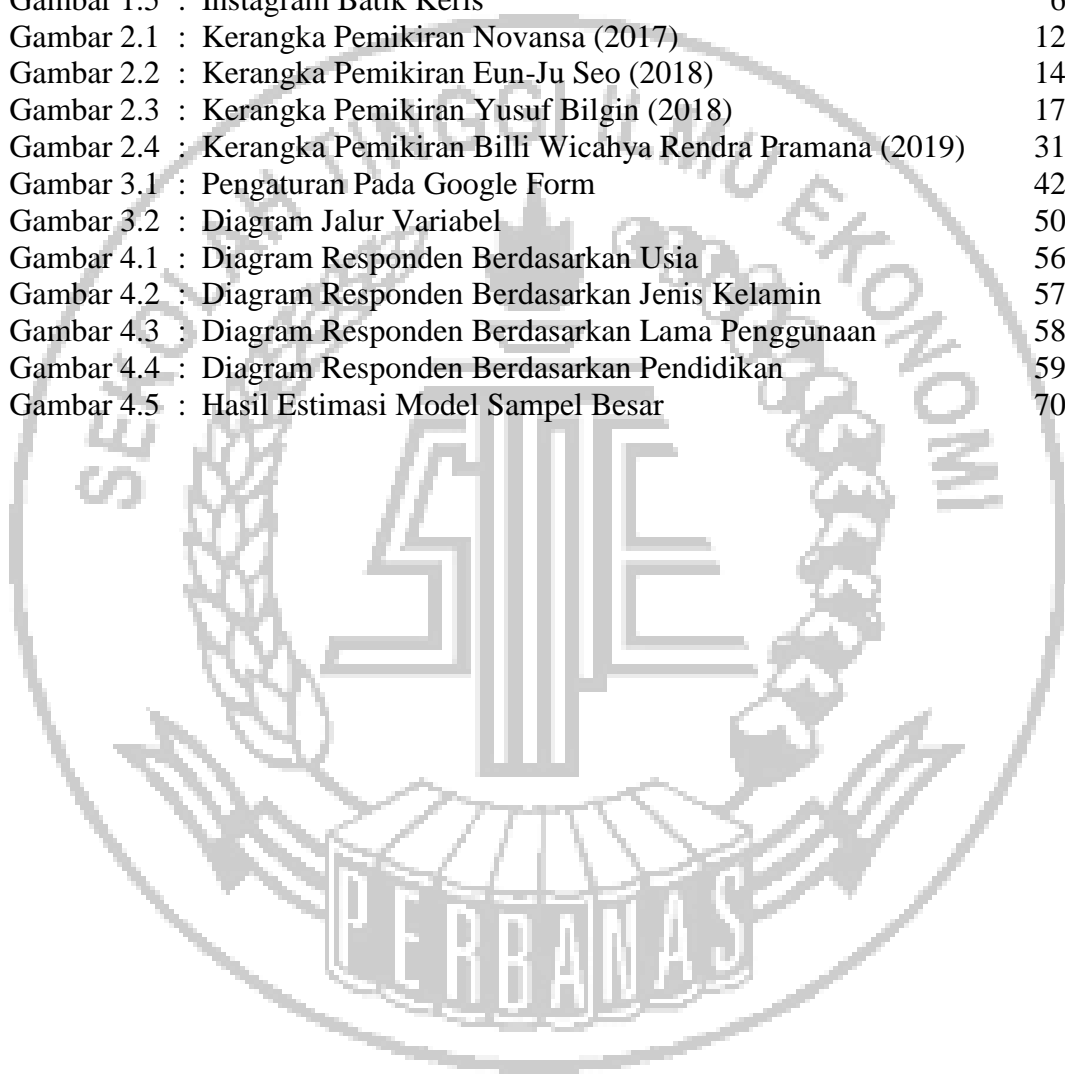 Gambar 1.5 : Instagram Batik Keris 6
Gambar 2.1 : Kerangka Pemikiran Novansa (2017) 12
Gambar 2.2 : Kerangka Pemikiran Eun-Ju Seo (2018) 14
Gambar 2.3 : Kerangka Pemikiran Yusuf Bilgin (2018) 17
Gambar 2.4 : Kerangka Pemikiran Billi Wicahya Rendra Pramana (2019) 31
Gambar 3.1 : Pengaturan Pada Google Form 42
Gambar 3.2 : Diagram Jalur Variabel 50
Gambar 4.1 : Diagram Responden Berdasarkan Usia 56
Gambar 4.2 : Diagram Responden Berdasarkan Jenis Kelamin 57
Gambar 4.3 : Diagram Responden Berdasarkan Lama Penggunaan 58
Gambar 4.4 : Diagram Responden Berdasarkan Pendidikan 59
Gambar 4.5 : Hasil Estimasi Model Sampel Besar 70
SEKOLAH TINGGI ILMU EKONOMI
STIE
PERBANAS